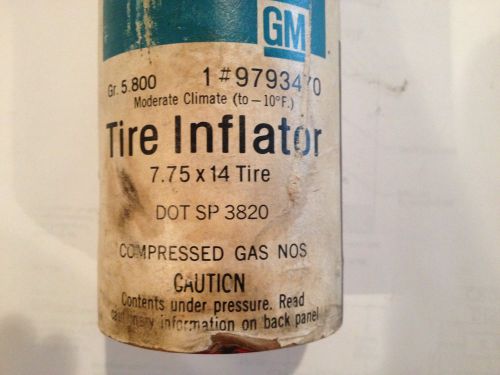 GM
Gr. 5.800 1 #9793470
Moderate Climate (to -10°F.)
Tire Inflator
7.75 x 14 Tire
DOT SP 3820
COMPRESSED GAS NOS
CAUTION
Contents under pressure. Read
cautionary information on back panel